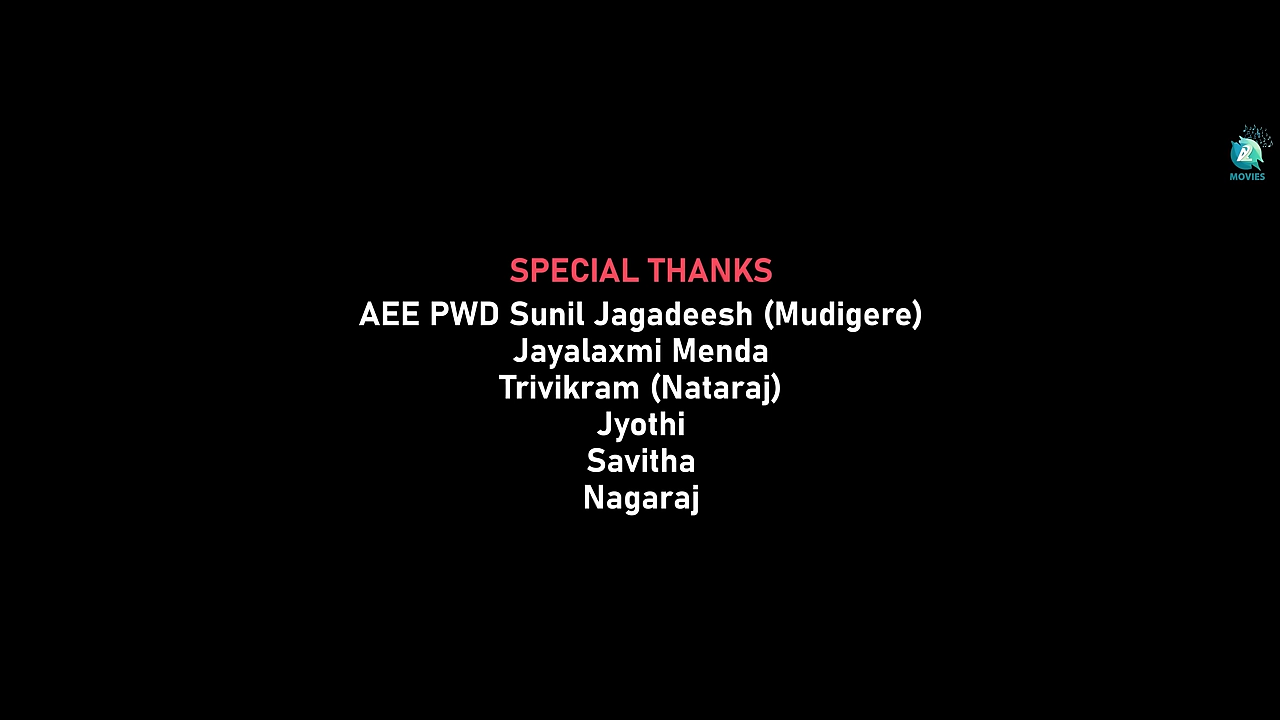 SPECIAL THANKS
AEE PWD Sunil Jagadeesh (Mudigere)
Jayalaxmi Menda
Trivikram (Nataraj)
Jyothi
Savitha
Nagaraj
MOVIES